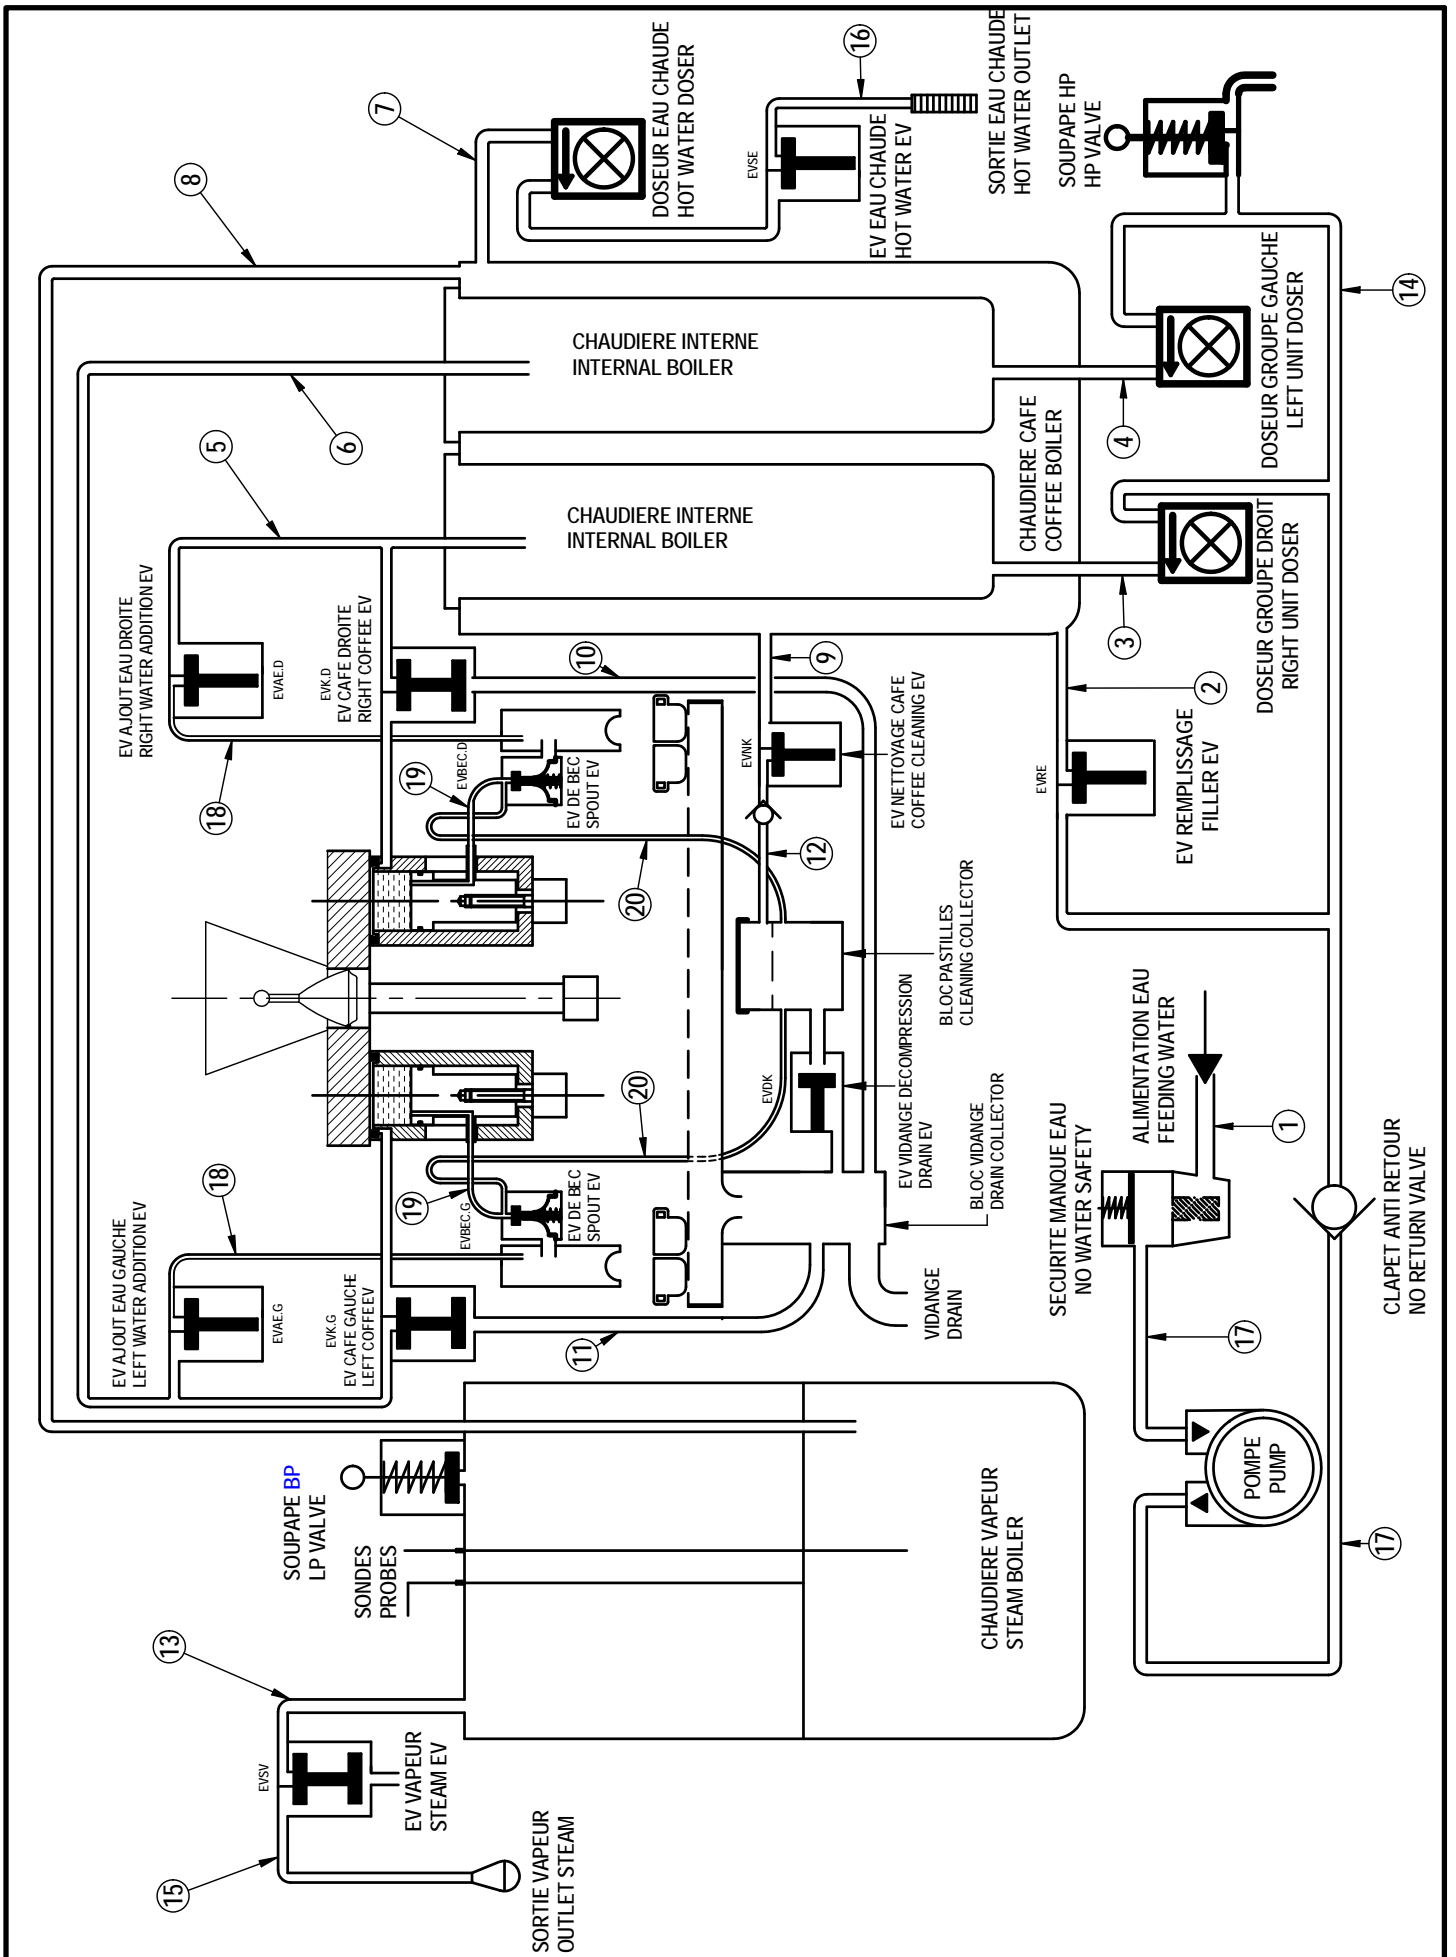 7
8
DOSEUR EAU CHAUDE
HOT WATER DOSER
16
EVSE
EV EAU CHAUDE
HOT WATER EV
SORTIE EAU CHAUDE
HOT WATER OUTLET
SOUPAPE HP
HP VALVE
14
CHAUDIERE INTERNE
INTERNAL BOILER
6
5
CHAUDIERE INTERNE
INTERNAL BOILER
CHAUDIERE CAFE
COFFEE BOILER
4
DOSEUR GROUPE GAUCHE
LEFT UNIT DOSER
3
DOSEUR GROUPE DROIT
RIGHT UNIT DOSER
EV AJOUT EAU DROITE
RIGHT WATER ADDITION EV
EVAE.D
EVK.D
EV CAFE DROITE
RIGHT COFFEE EV
10
9
2
EV REMPLISSAGE
FILLER EV
EVRE
18
19
EVBEC.D
EV DE BEC
SPOUT EV
EVNK
EV NETTOYAGE CAFE
COFFEE CLEANING EV
12
20
BLOC PASTILLES
CLEANING COLLECTOR
EVDK
EV VIDANGE DECOMPRESSION
DRAIN EV
20
BLOC VIDANGE
DRAIN COLLECTOR
ALIMENTATION EAU
FEEDING WATER
1
SECURITE MANQUE EAU
NO WATER SAFETY
CLAPET ANTI RETOUR
NO RETURN VALVE
18
19
EVBEC.G
EV DE BEC
SPOUT EV
EV AJOUT EAU GAUCHE
LEFT WATER ADDITION EV
EVAE.G
EVK.G
EV CAFE GAUCHE
LEFT COFFE EV
11
VIDANGE
DRAIN
17
POMPE
PUMP
17
SOUPAPE BP
LP VALVE
SONDES
PROBES
CHAUDIERE VAPEUR
STEAM BOILER
13
EVSV
EV VAPEUR
STEAM EV
15
SORTIE VAPEUR
OUTLET STEAM